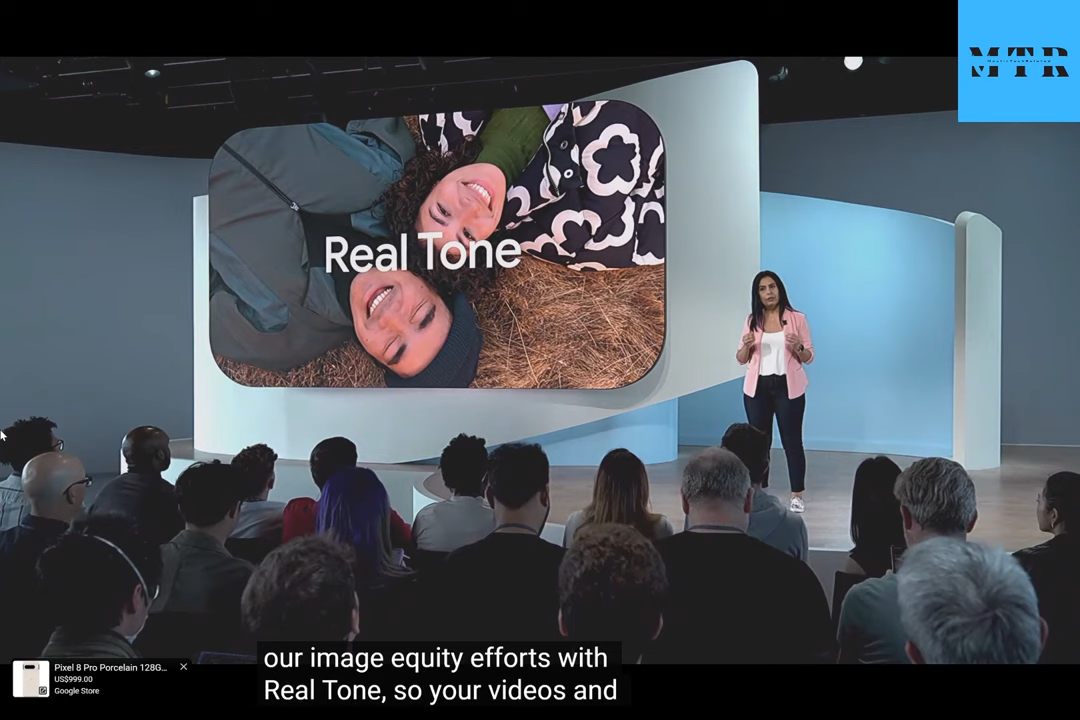 MTR
Real Tone
our image equity efforts with
Real Tone, so your videos and
Pixel 8 Pro Porcelain 128G...
US$999.00
Google Store